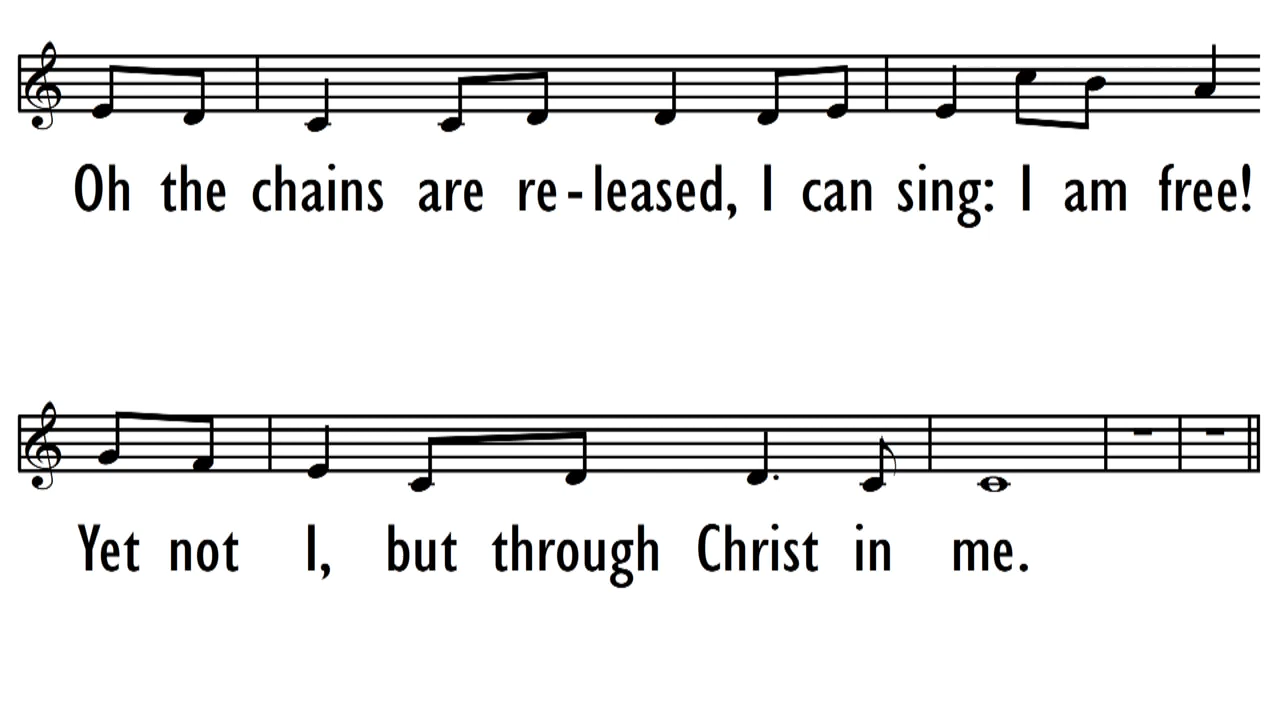 Oh the chains are re-leased, I can sing: I am free!
Yet not I, but through Christ in me.